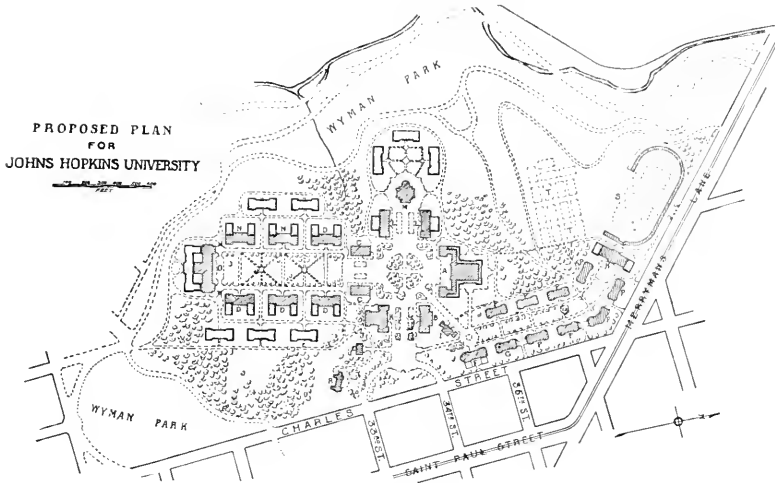 WYMAN PARK
PROPOSED PLAN
FOR
JOHNS HOPKINS UNIVERSITY
FEET
MERRYMANS LANE
WYMAN PARK
CHARLES STREET
33RD ST.
34TH ST.
36TH ST.
SAINT PAUL STREET
N